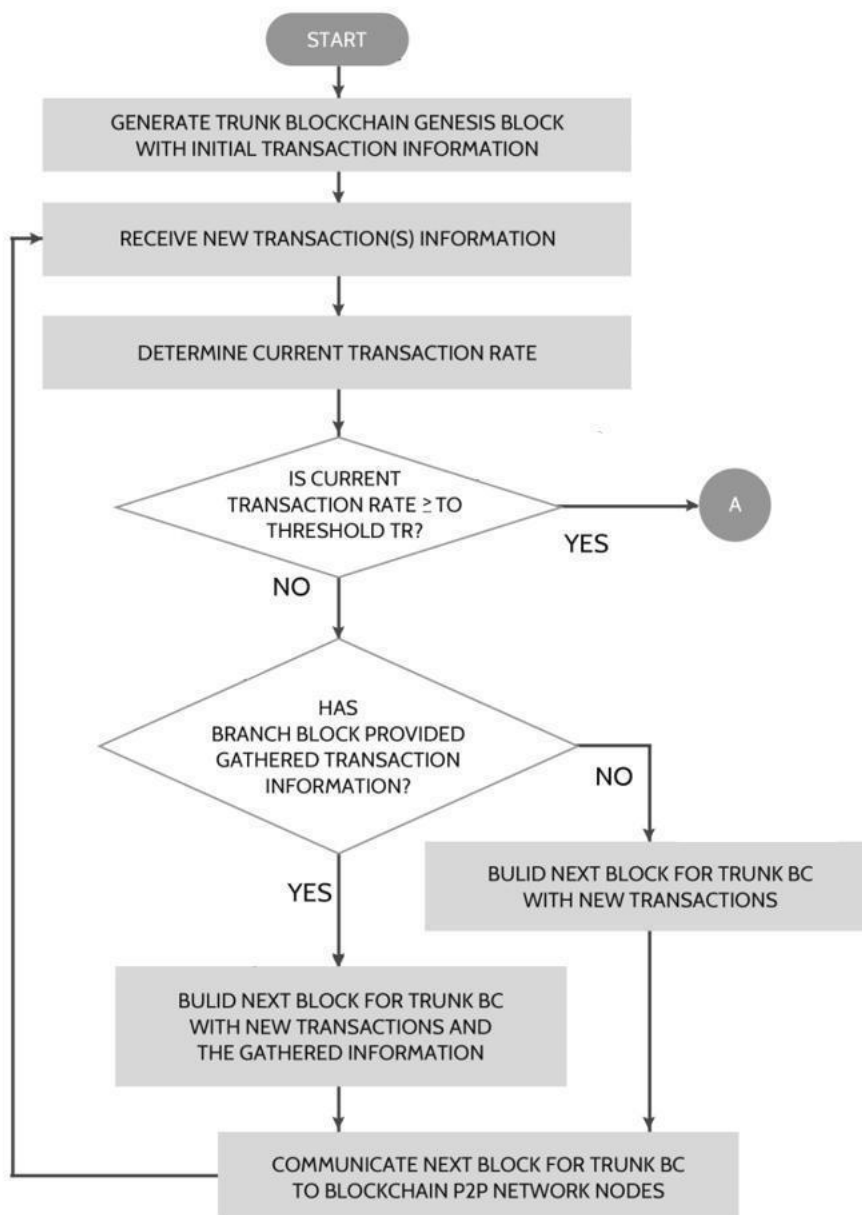 START
GENERATE TRUNK BLOCKCHAIN GENESIS BLOCK
WITH INITIAL TRANSACTION INFORMATION
RECEIVE NEW TRANSACTION(S) INFORMATION
DETERMINE CURRENT TRANSACTION RATE
IS CURRENT
TRANSACTION RATE ≥ TO
THRESHOLD TR?
YES
A
NO
HAS
BRANCH BLOCK PROVIDED
GATHERED TRANSACTION
INFORMATION?
NO
YES
BULID NEXT BLOCK FOR TRUNK BC
WITH NEW TRANSACTIONS
BULID NEXT BLOCK FOR TRUNK BC
WITH NEW TRANSACTIONS AND
THE GATHERED INFORMATION
COMMUNICATE NEXT BLOCK FOR TRUNK BC
TO BLOCKCHAIN P2P NETWORK NODES